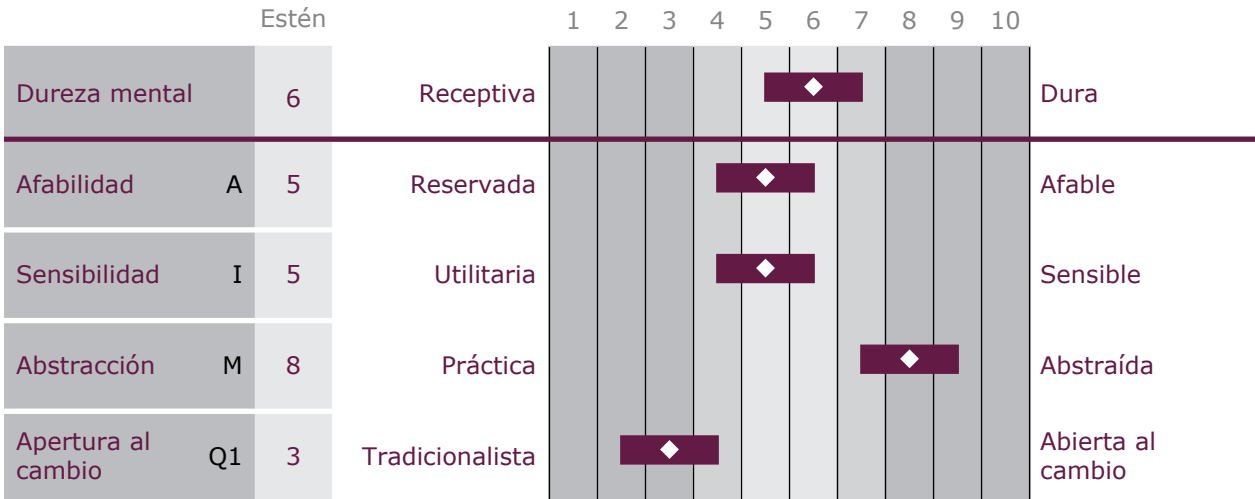 Estén 1 2 3 4 5 6 7 8 9 10
Dureza mental 6 Receptiva Dura
Afabilidad A 5 Reservada Afable
Sensibilidad I 5 Utilitaria Sensible
Abstracción M 8 Práctica Abstraída
Apertura al
cambio Q1 3 Tradicionalista Abierta al
cambio